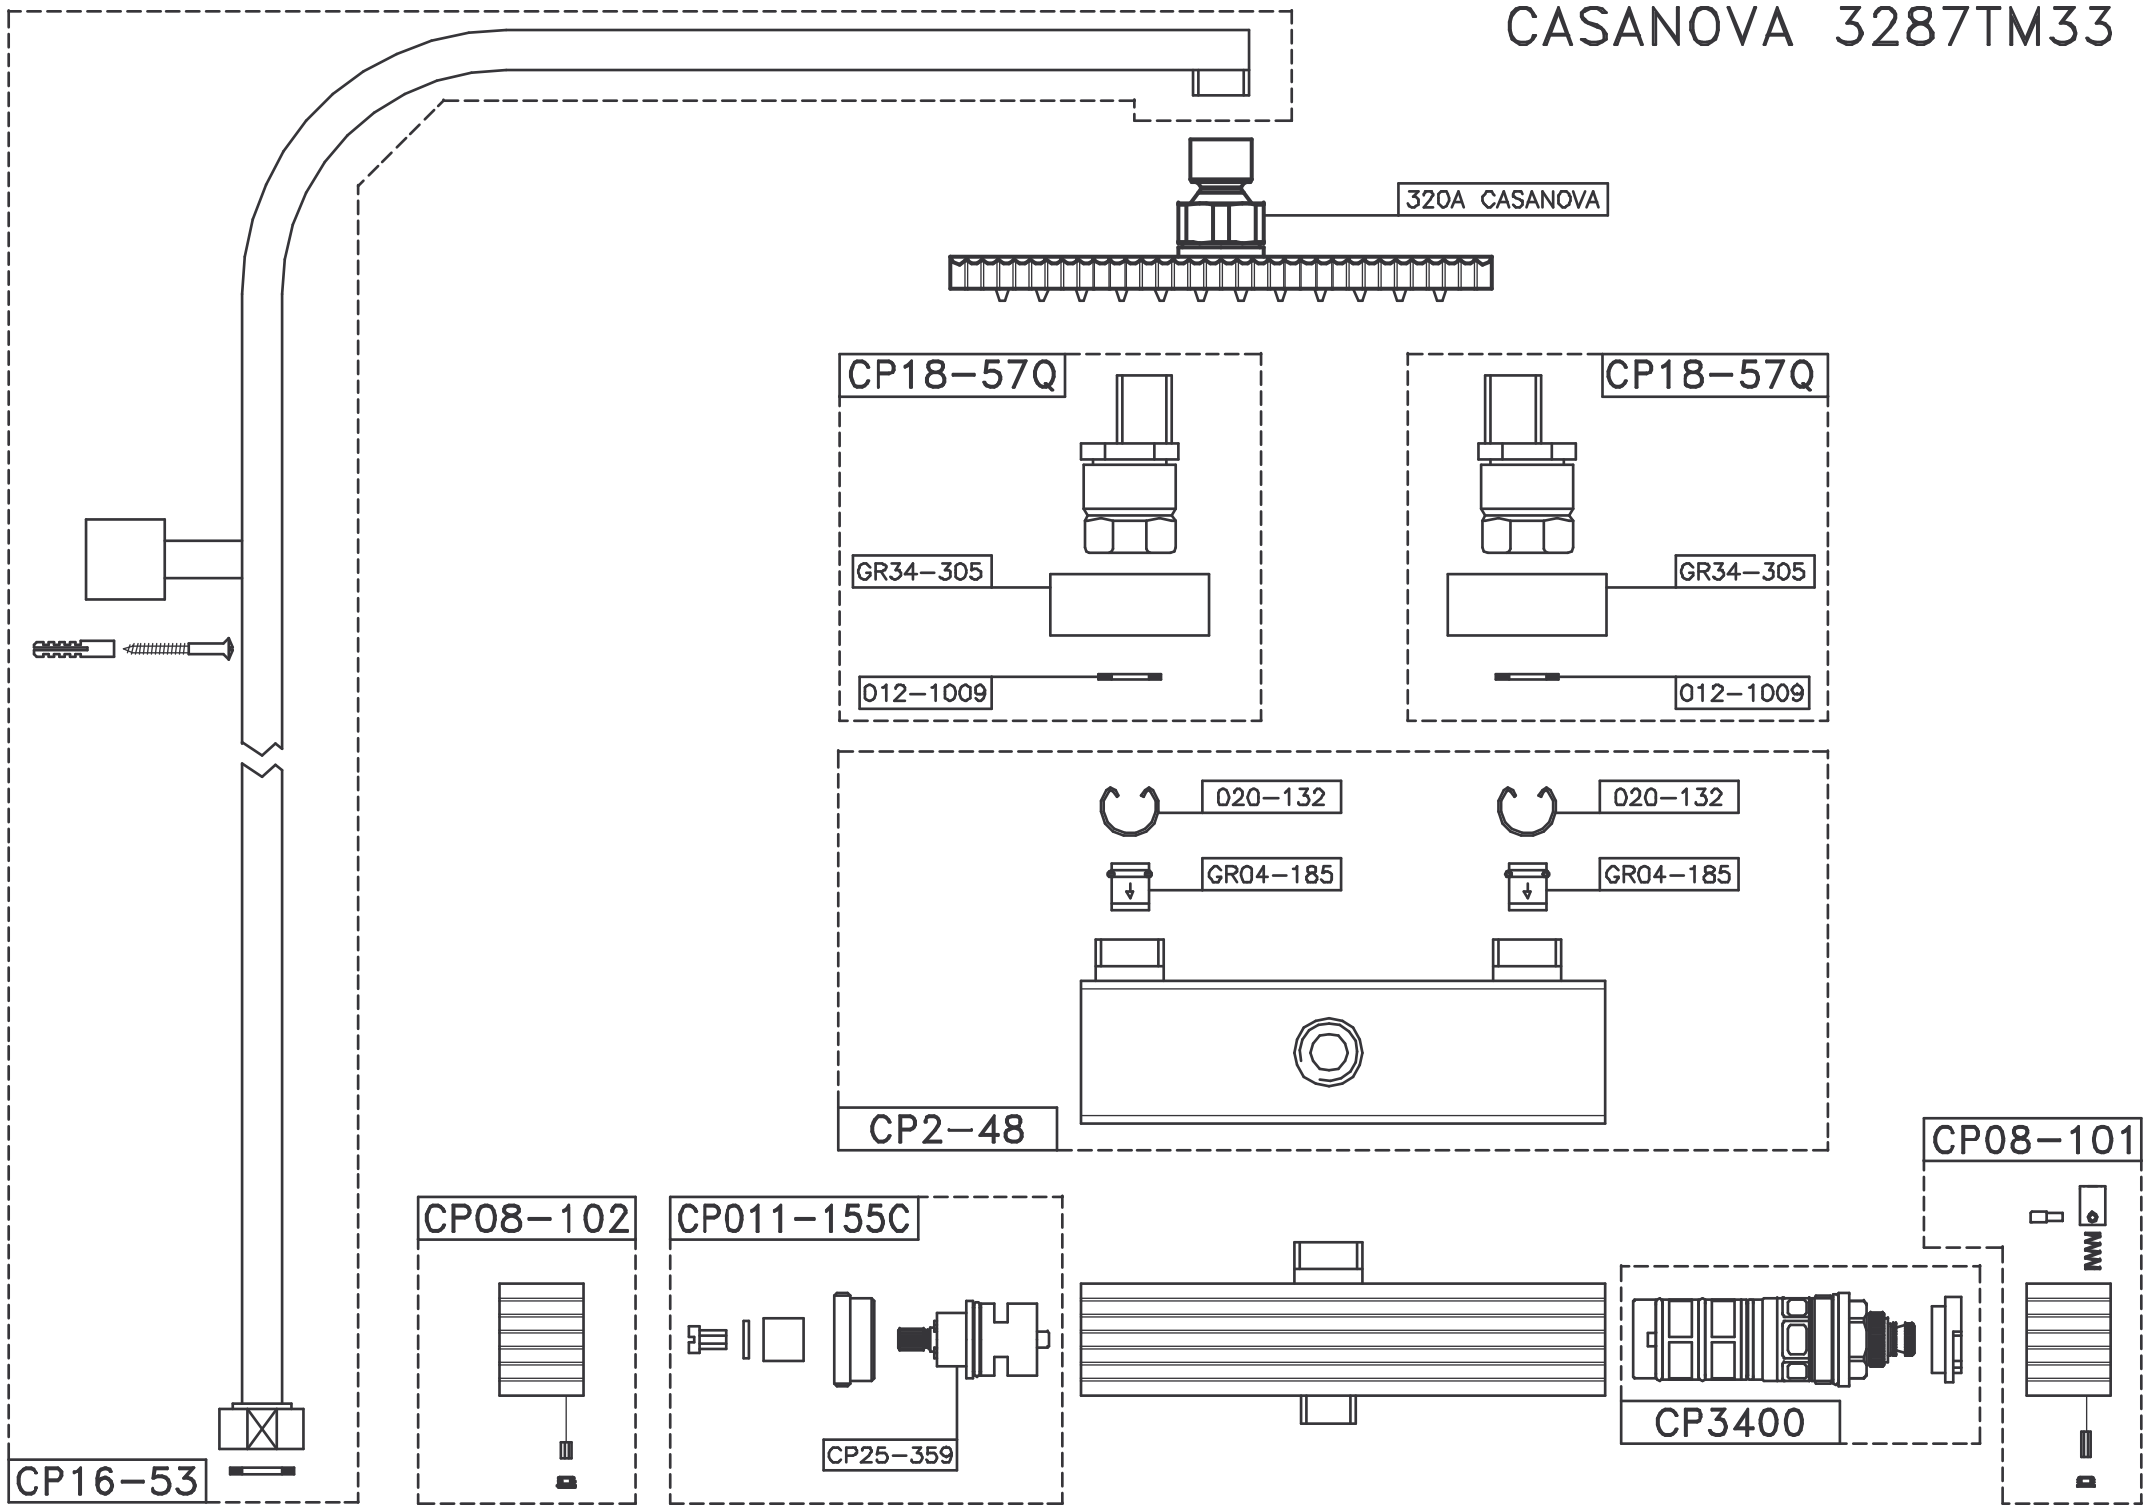 CASANOVA 3287TM33
320A CASANOVA
CP18-57Q
CP18-57Q
GR34-305
GR34-305
012-1009
012-1009
020-132
020-132
GR04-185
GR04-185
CP2-48
CP08-101
CP08-102
CP011-155C
CP3400
CP25-359
CP16-53